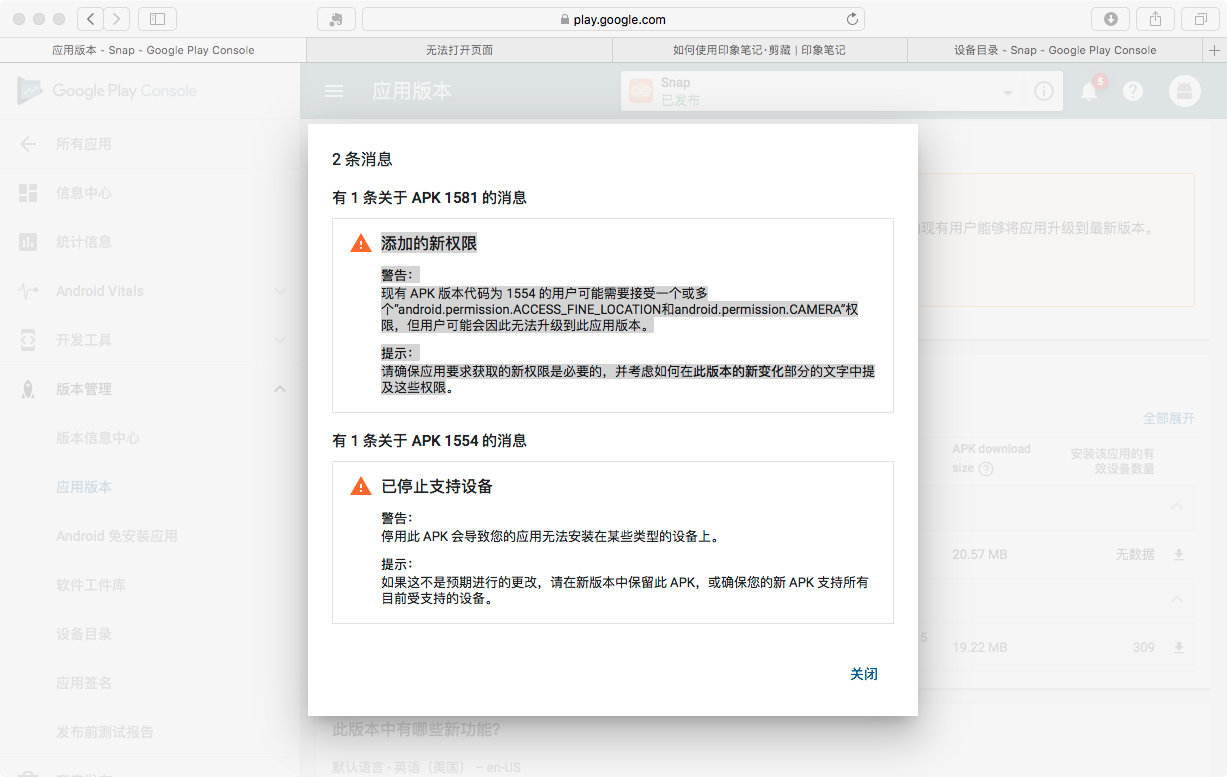 play.google.com
应用版本 - Snap - Google Play Console
无法打开页面
如何使用印象笔记·剪藏 | 印象笔记
设备目录 - Snap - Google Play Console
Google Play Console
应用版本
Snap
已发布
5
所有应用
信息中心
统计信息
Android Vitals
开发工具
版本管理
版本信息中心
应用版本
Android 免安装应用
软件工件库
设备目录
应用签名
发布前测试报告
2 条消息
有 1 条关于 APK 1581 的消息
添加的新权限
警告：
现有 APK 版本代码为 1554 的用户可能需要接受一个或多
个“android.permission.ACCESS_FINE_LOCATION和android.permission.CAMERA”权
限，但用户可能会因此无法升级到此应用版本。
提示：
请确保应用要求获取的新权限是必要的，并考虑如何在此版本的新变化部分的文字中提
及这些权限。
有 1 条关于 APK 1554 的消息
已停止支持设备
警告：
停用此 APK 会导致您的应用无法安装在某些类型的设备上。
提示：
如果这不是预期进行的更改，请在新版本中保留此 APK，或确保您的新 APK 支持所有
目前受支持的设备。
关闭
现有用户能够将应用升级到最新版本。
全部展开
APK download
size
安装该应用的有
效设备数量
20.57 MB
无数据
5
19.22 MB
309
此版本中有哪些新功能?
默认语言 - 英语（美国） – en-US